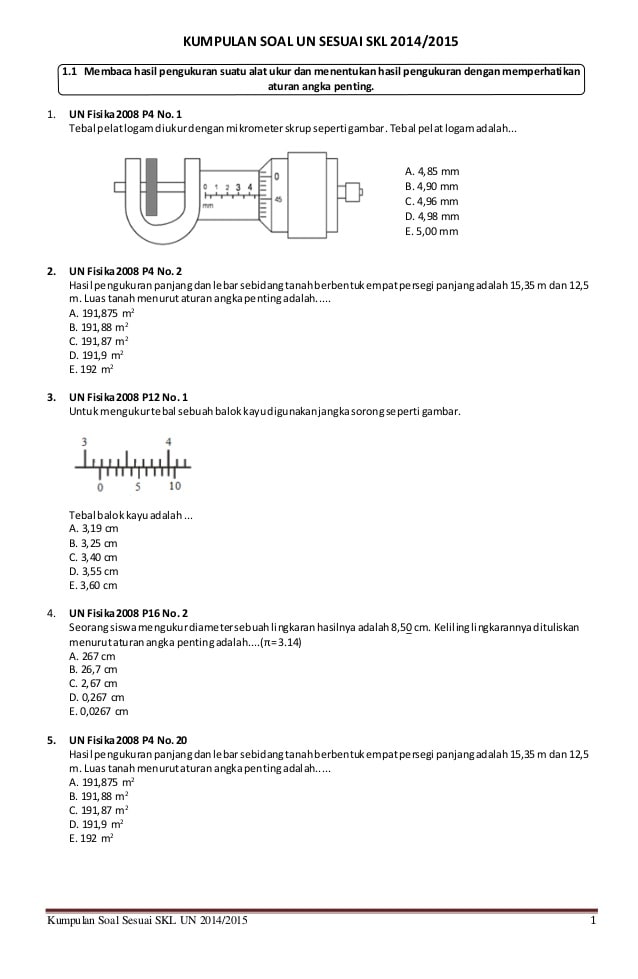 KUMPULAN SOAL UN SESUAI SKL 2014/2015
1.1 Membaca hasil pengukuran suatu alat ukur dan menentukan hasil pengukuran dengan memperhatikan
aturan angka penting.
1. UN Fisika 2008 P4 No. 1
Tebal pelat logam diukur dengan mikrometer skrup seperti gambar. Tebal pelat logam adalah...
0 1 2 3 4
mm
0
45
A. 4,85 mm
B. 4,90 mm
C. 4,96 mm
D. 4,98 mm
E. 5,00 mm
2. UN Fisika 2008 P4 No. 2
Hasil pengukuran panjang dan lebar sebidang tanah berbentuk empat persegi panjang adalah 15,35 m dan 12,5
m. Luas tanah menurut aturan angka penting adalah.....
A. 191,875 m²
B. 191,88 m²
C. 191,87 m²
D. 191,9 m²
E. 192 m²
3. UN Fisika 2008 P12 No. 1
Untuk mengukur tebal sebuah balok kayu digunakan jangka sorong seperti gambar.
3 4
0 5 10
Tebal balok kayu adalah ...
A. 3,19 cm
B. 3,25 cm
C. 3,40 cm
D. 3,55 cm
E. 3,60 cm
4. UN Fisika 2008 P16 No. 2
Seorang siswa mengukur diameter sebuah lingkaran hasilnya adalah 8,50 cm. Keliling lingkarannya dituliskan
menurut aturan angka penting adalah....(π=3.14)
A. 267 cm
B. 26,7 cm
C. 2,67 cm
D. 0,267 cm
E. 0,0267 cm
5. UN Fisika 2008 P4 No. 20
Hasil pengukuran panjang dan lebar sebidang tanah berbentuk empat persegi panjang adalah 15,35 m dan 12,5
m. Luas tanah menurut aturan angka penting adalah.....
A. 191,875 m²
B. 191,88 m²
C. 191,87 m²
D. 191,9 m²
E. 192 m²
Kumpulan Soal Sesuai SKL UN 2014/2015 1